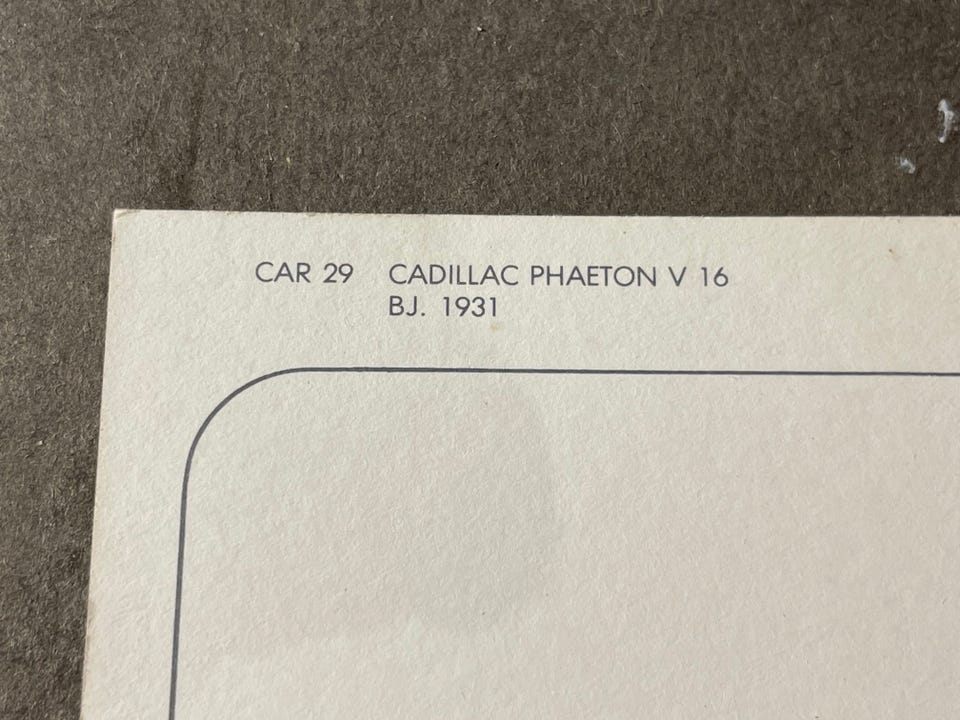 CAR 29 CADILLAC PHAETON V 16
BJ. 1931